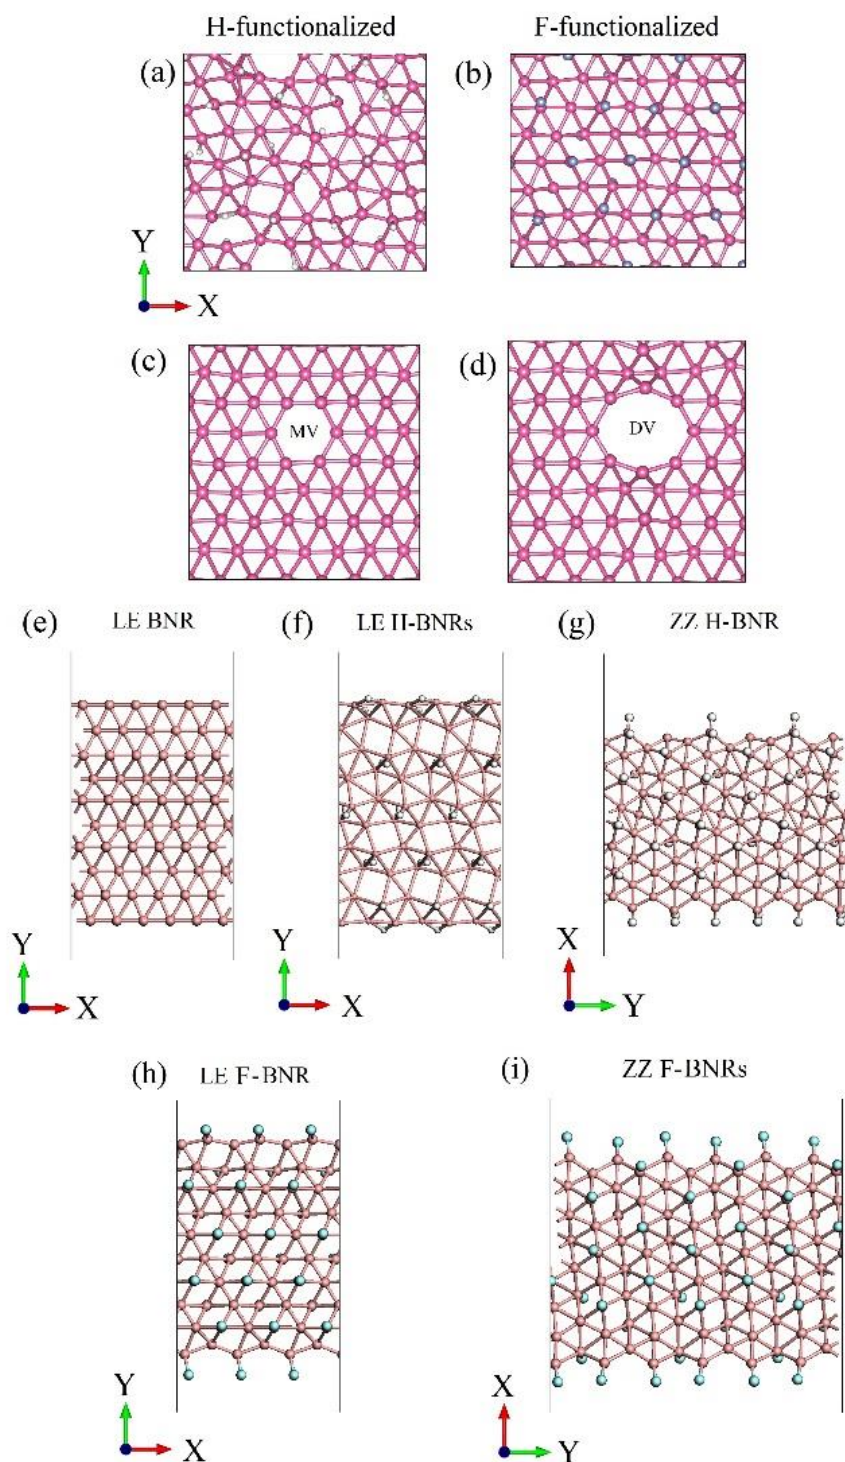 H-functionalized F-functionalized
(a) (b)
Y
X
(c) (d)
MV DV
(e) LE BNR (f) LE H-BNRs (g) ZZ H-BNR
Y Y X
X X Y
(h) LE F-BNR (i) ZZ F-BNRs
Y X
X Y